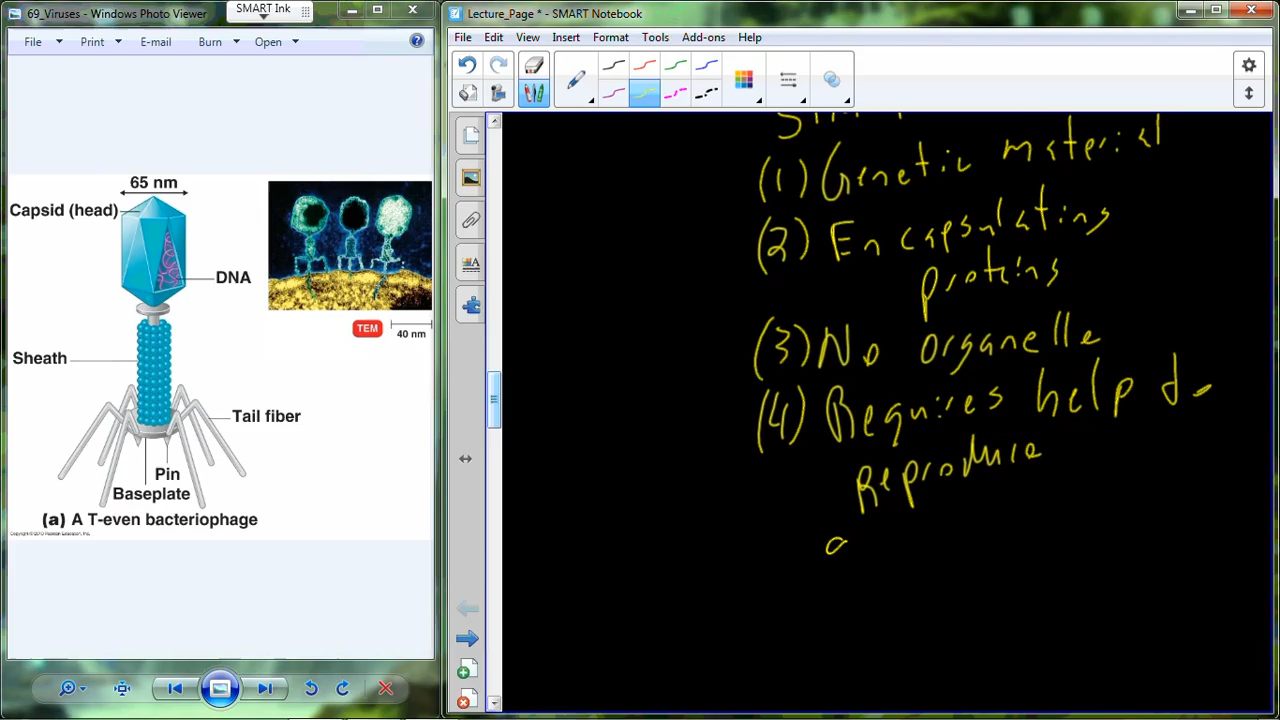 69_Viruses - Windows Photo Viewer
SMART Ink
File Print E-mail Burn Open
65 nm
Capsid (head)
DNA
TEM
40 nm
Sheath
Tail fiber
Pin
Baseplate
(a) A T-even bacteriophage
Lecture_Page * - SMART Notebook
File Edit View Insert Format Tools Add-ons Help
(1) Genetic material
(2) Encapsulating
proteins
(3) No organelle
(4) Requires help to
Reproduce
a